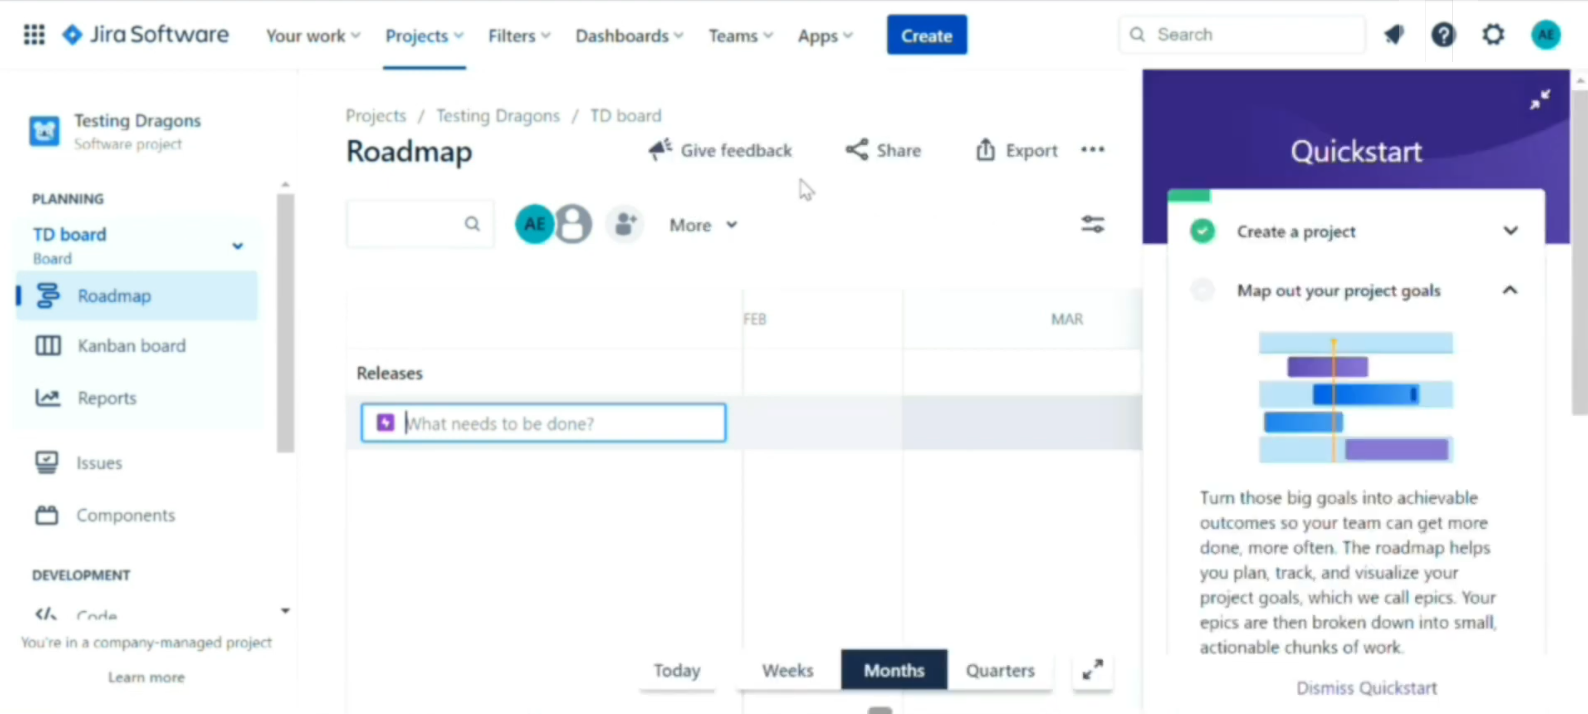 Jira Software Your work Projects Filters Dashboards Teams Apps Create Search AE
Testing Dragons
Software project
PLANNING
TD board
Board
Roadmap
Kanban board
Reports
Issues
Components
DEVELOPMENT
Code
You're in a company-managed project
Learn more
Projects / Testing Dragons / TD board
Roadmap
Give feedback Share Export
AE More
FEB MAR
Releases
What needs to be done?
Today Weeks Months Quarters
Quickstart
Create a project
Map out your project goals
Turn those big goals into achievable
outcomes so your team can get more
done, more often. The roadmap helps
you plan, track, and visualize your
project goals, which we call epics. Your
epics are then broken down into small,
actionable chunks of work.
Dismiss Quickstart